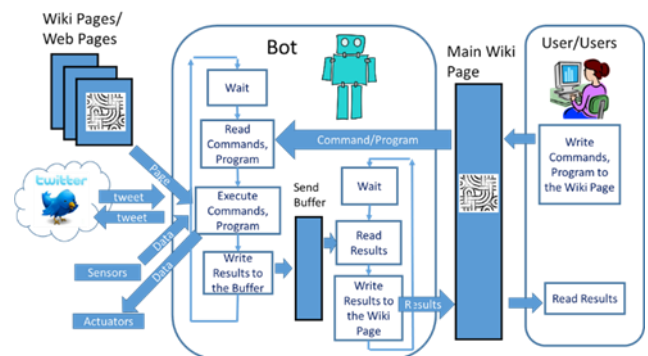 Wiki Pages/
Web Pages
Bot
Main Wiki
Page
User/Users
Wait
Read
Commands,
Program
Command/Program
Write
Commands,
Program to
the Wiki Page
Page
twitter
tweet
tweet
Execute
Commands,
Program
Send
Buffer
Wait
Read
Results
Data
Sensors
Data
Actuators
Write
Results to
the Buffer
Write
Results to
the Wiki
Page
Results
Read Results